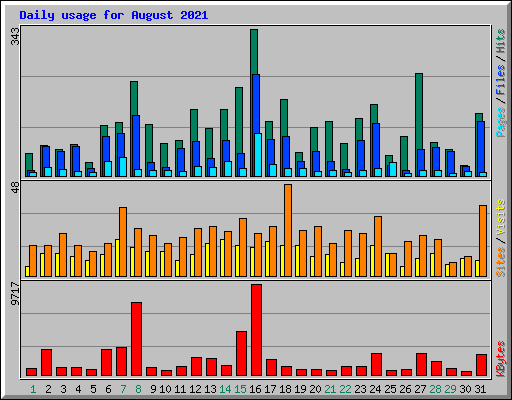 Daily usage for August 2021
343
Pages / Files / Hits
48
Sites / Visits
9717
KBytes
1 2 3 4 5 6 7 8 9 10 11 12 13 14 15 16 17 18 19 20 21 22 23 24 25 26 27 28 29 30 31